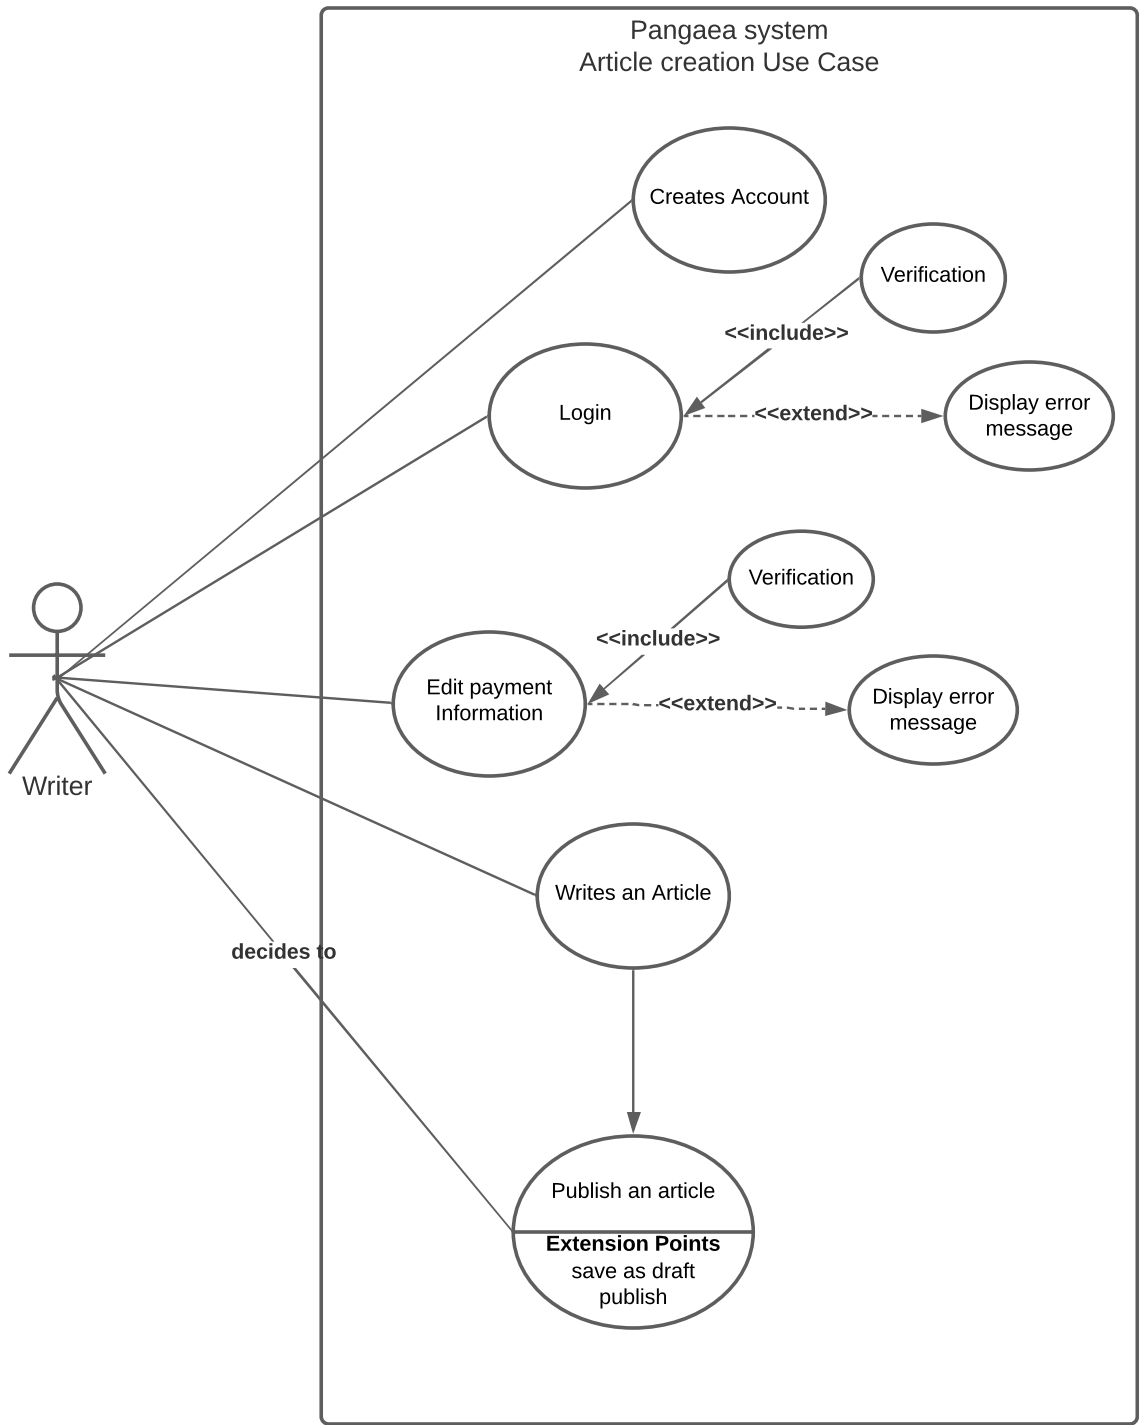 Pangaea system
Article creation Use Case
Creates Account
Verification
<<include>>
Login
<<extend>>
Display error
message
Verification
<<include>>
Edit payment
Information
<<extend>>
Display error
message
Writer
Writes an Article
decides to
Publish an article
Extension Points
save as draft
publish